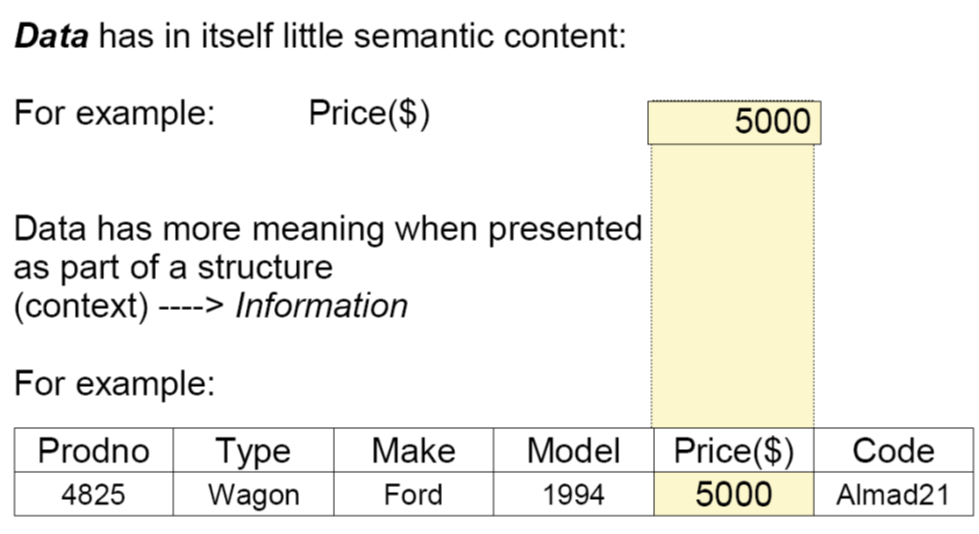 Data has in itself little semantic content:
For example: Price($) 5000
Data has more meaning when presented
as part of a structure
(context) ----> Information
For example:
Prodno Type Make Model Price($) Code
4825 Wagon Ford 1994 5000 Almad21